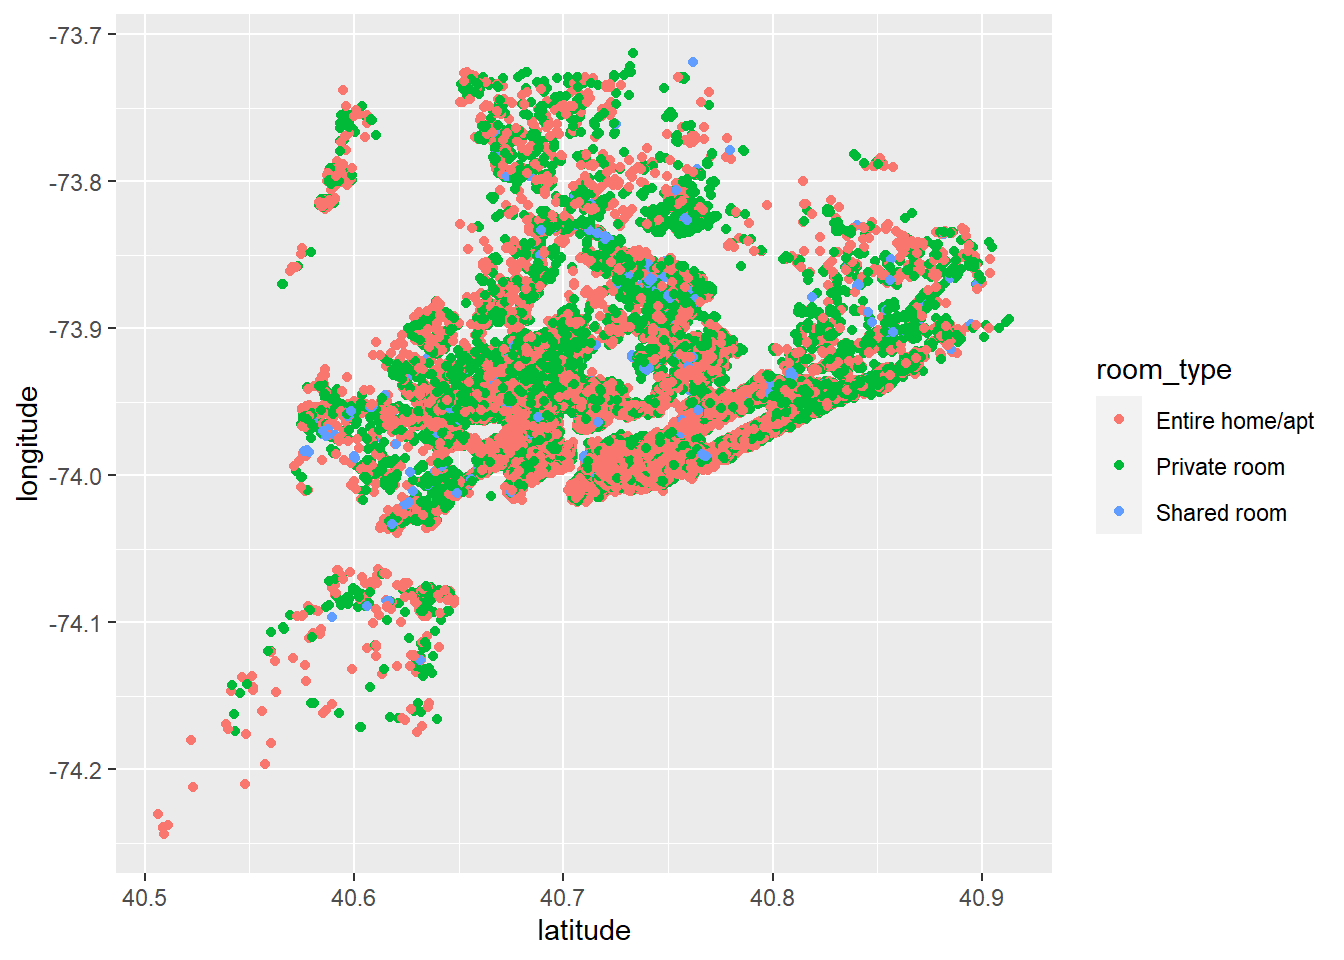 -73.7
-73.8
-73.9
-74.0
-74.1
-74.2
longitude
40.5
40.6
40.7
40.8
40.9
latitude
room_type
Entire home/apt
Private room
Shared room